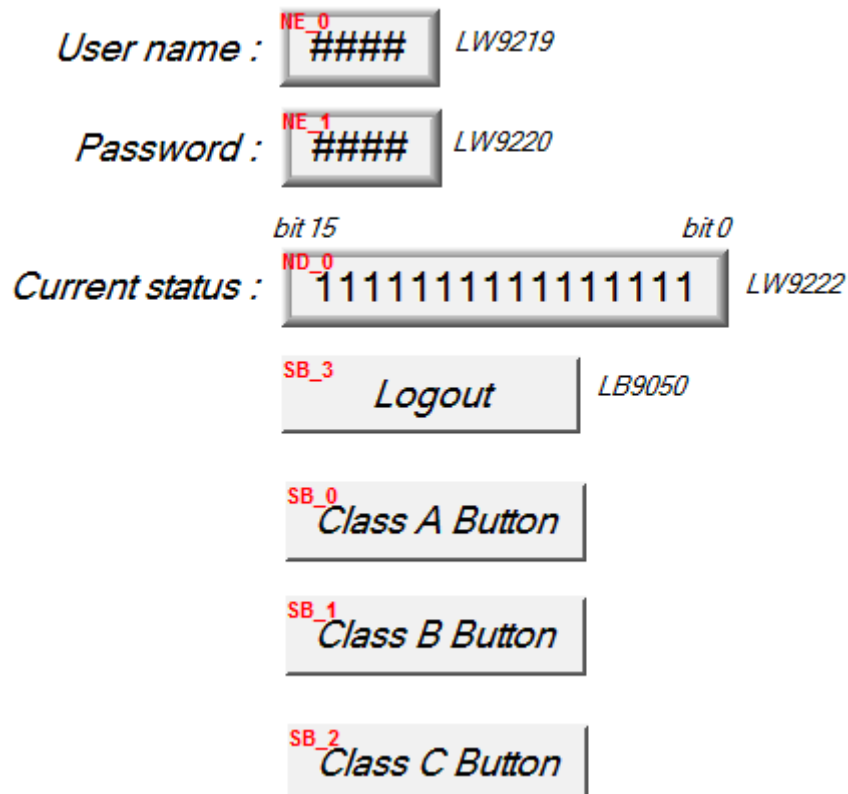 NE_0
User name : #### LW9219
NE_1
Password : #### LW9220
bit 15 bit 0
ND_0
Current status : 1111111111111111 LW9222
SB_3
Logout LB9050
SB_0
Class A Button
SB_1
Class B Button
SB_2
Class C Button